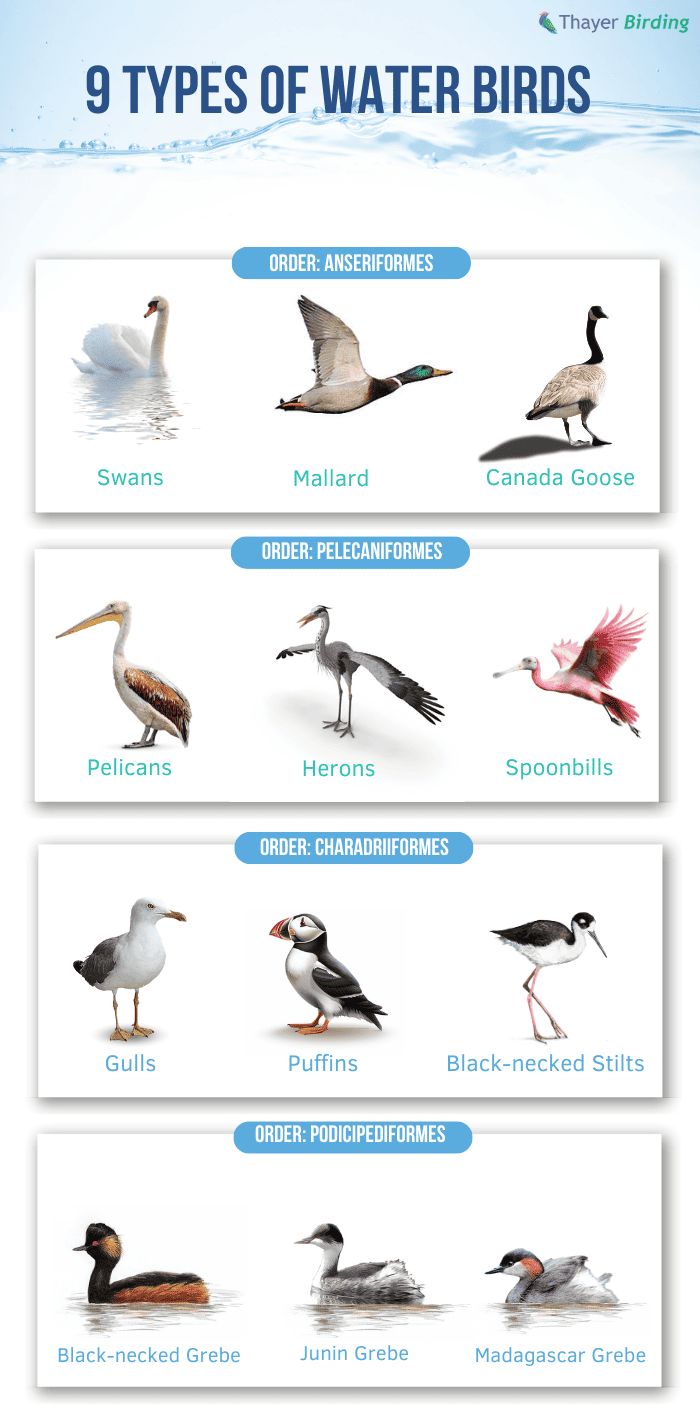 Thayer Birding
9 TYPES OF WATER BIRDS
ORDER: ANSERIFORMES
Swans
Mallard
Canada Goose
ORDER: PELECANIFORMES
Pelicans
Herons
Spoonbills
ORDER: CHARADRIIFORMES
Gulls
Puffins
Black-necked Stilts
ORDER: PODICIPEDIFORMES
Black-necked Grebe
Junin Grebe
Madagascar Grebe